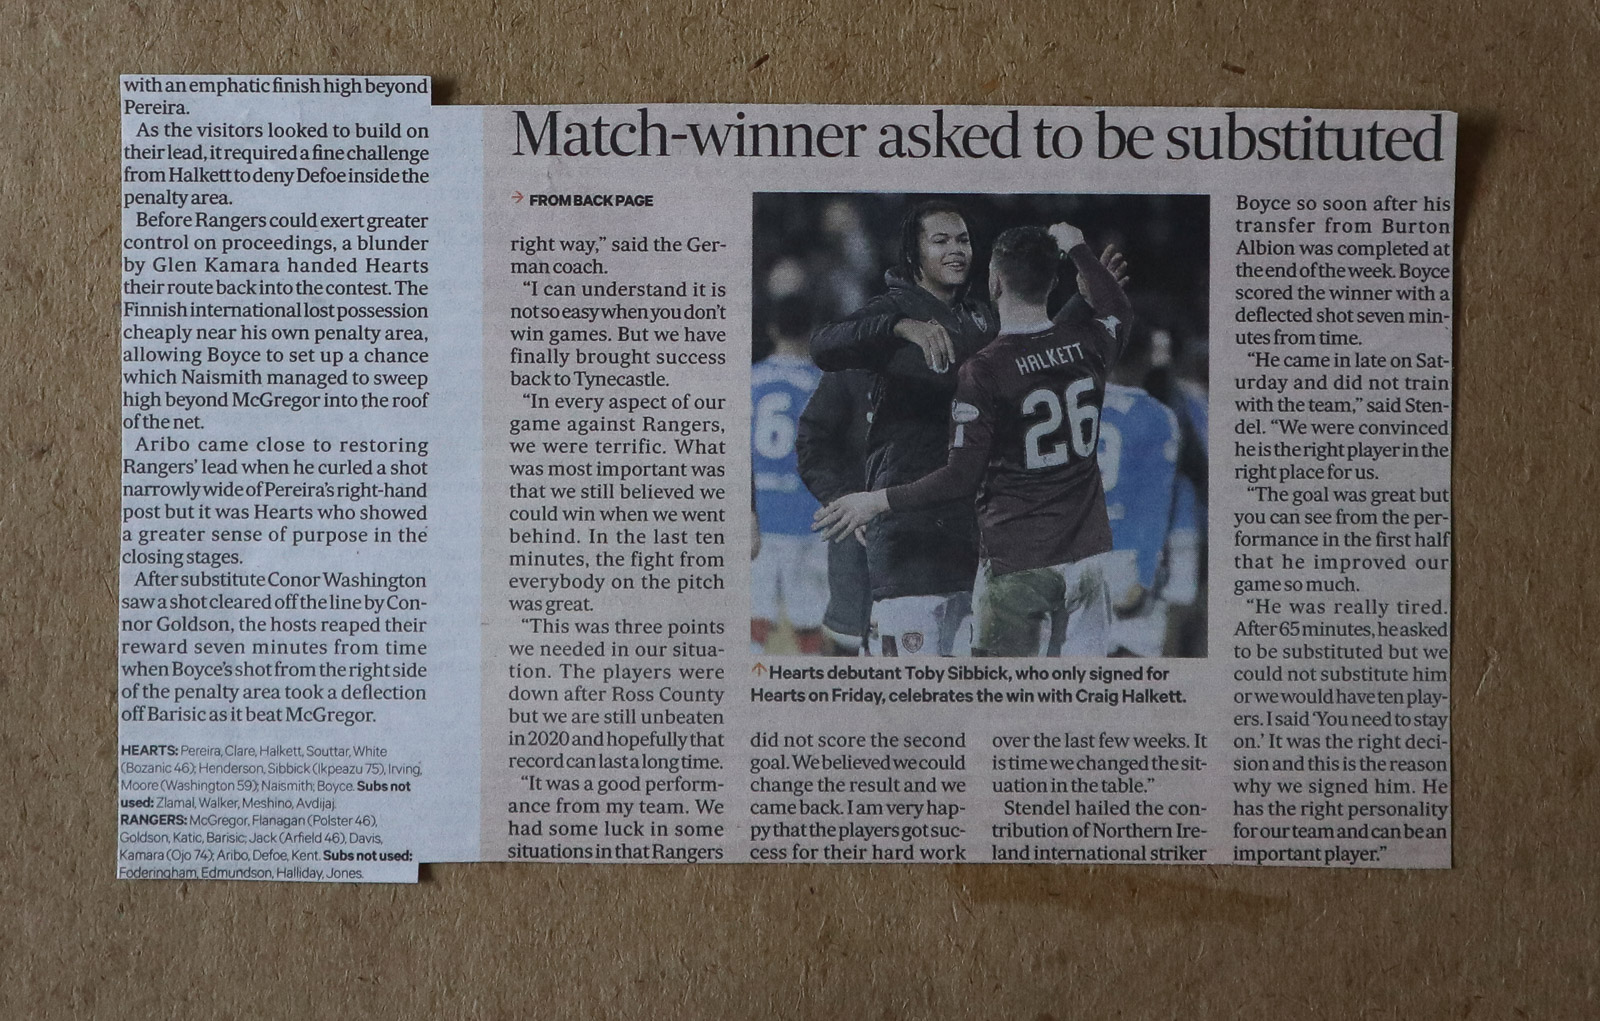 with an emphatic finish high beyond
Pereira.
As the visitors looked to build on
their lead, it required a fine challenge
from Halkett to deny Defoe inside the
penalty area.
Before Rangers could exert greater
control on proceedings, a blunder
by Glen Kamara handed Hearts
their route back into the contest. The
Finnish international lost possession
cheaply near his own penalty area,
allowing Boyce to set up a chance
which Naismith managed to sweep
high beyond McGregor into the roof
of the net.
Aribo came close to restoring
Rangers' lead when he curled a shot
narrowly wide of Pereira's right-hand
post but it was Hearts who showed
a greater sense of purpose in the
closing stages.
After substitute Conor Washington
saw a shot cleared off the line by Con-
nor Goldson, the hosts reaped their
reward seven minutes from time
when Boyce's shot from the right side
of the penalty area took a deflection
off Barisic as it beat McGregor.
HEARTS: Pereira, Clare, Halkett, Souttar, White
(Bozanic 46); Henderson, Sibbick (Ikpeazu 75), Irving,
Moore (Washington 59); Naismith; Boyce. Subs not
used: Zlamal, Walker, Meshino, Avdijaj.
RANGERS: McGregor, Flanagan (Polster 46),
Goldson, Katic, Barisic; Jack (Arfield 46), Davis,
Kamara (Ojo 74); Aribo, Defoe, Kent. Subs not used:
Foderingham, Edmundson, Halliday, Jones.
Match-winner asked to be substituted
→ FROM BACK PAGE
right way,” said the Ger-
man coach.
“I can understand it is
not so easy when you don't
win games. But we have
finally brought success
back to Tynecastle.
“In every aspect of our
game against Rangers,
we were terrific. What
was most important was
that we still believed we
could win when we went
behind. In the last ten
minutes, the fight from
everybody on the pitch
was great.
“This was three points
we needed in our situa-
tion. The players were
down after Ross County
but we are still unbeaten
in 2020 and hopefully that
record can last a long time.
“It was a good perform-
ance from my team. We
had some luck in some
situations in that Rangers
HALKETT
26
6
9
↑ Hearts debutant Toby Sibbick, who only signed for
Hearts on Friday, celebrates the win with Craig Halkett.
did not score the second
goal. We believed we could
change the result and we
came back. I am very hap-
py that the players got suc-
cess for their hard work
over the last few weeks. It
is time we changed the sit-
uation in the table.”
Stendel hailed the con-
tribution of Northern Ire-
land international striker
Boyce so soon after his
transfer from Burton
Albion was completed at
the end of the week. Boyce
scored the winner with a
deflected shot seven min-
utes from time.
“He came in late on Sat-
urday and did not train
with the team,” said Sten-
del. “We were convinced
he is the right player in the
right place for us.
“The goal was great but
you can see from the per-
formance in the first half
that he improved our
game so much.
“He was really tired.
After 65 minutes, he asked
to be substituted but we
could not substitute him
or we would have ten play-
ers. I said ‘You need to stay
on.’ It was the right deci-
sion and this is the reason
why we signed him. He
has the right personality
for our team and can be an
important player.”